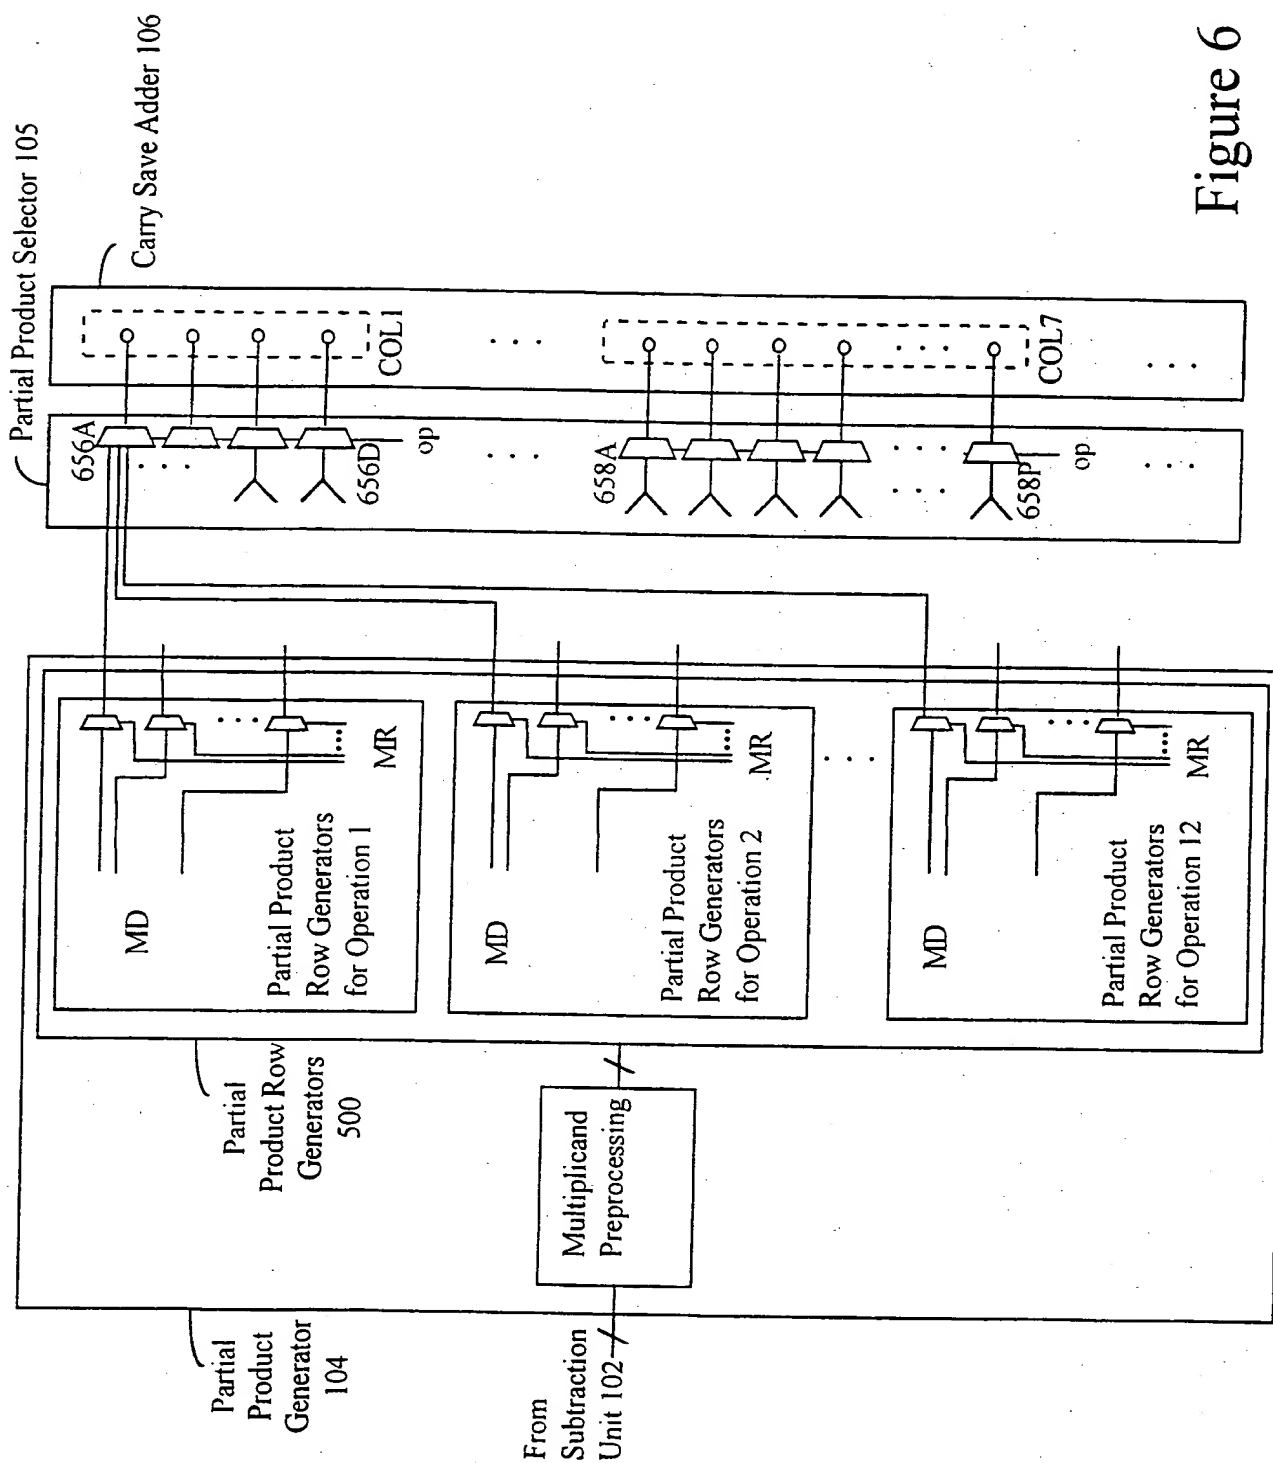 Partial
Product
Generator
104
From
Subtraction
Unit 102
Multiplicand
Preprocessing
Partial
Product Row
Generators
500
MD
MR
Partial Product
Row Generators
for Operation 1
MD
MR
Partial Product
Row Generators
for Operation 2
. . .
MD
MR
Partial Product
Row Generators
for Operation 12
Partial Product Selector 105
656A
. . .
656D
op
. . .
658A
. . .
658P
op
. . .
Carry Save Adder 106
COL1
. . .
COL7
. . .
Figure 6